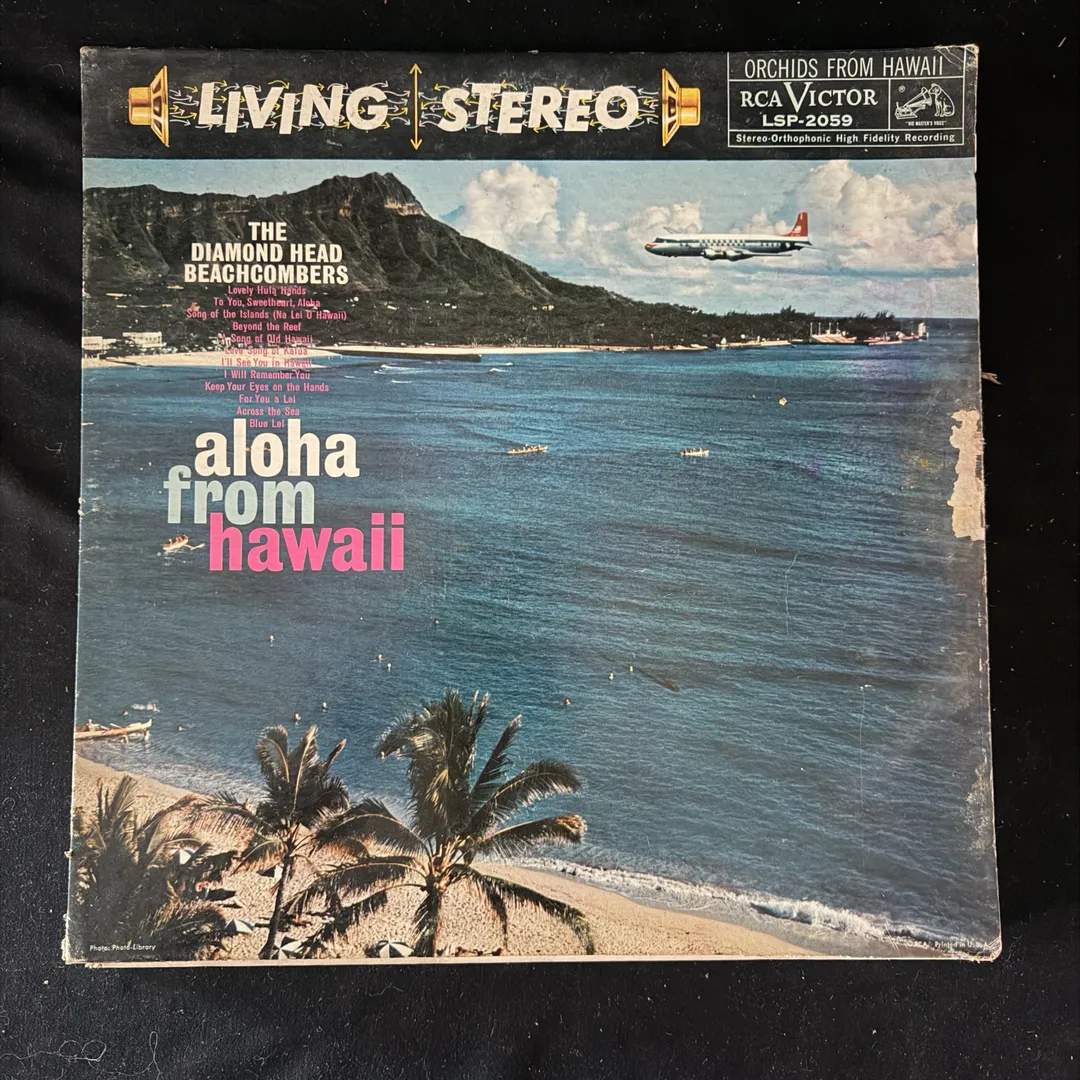 LIVING STEREO
ORCHIDS FROM HAWAII
RCA VICTOR
LSP-2059
"HIS MASTER'S VOICE"
Stereo-Orthophonic High Fidelity Recording
THE
DIAMOND HEAD
BEACHCOMBERS
Lovely Hula Hands
To You, Sweetheart, Aloha
Song of the Islands (Na Lei O Hawaii)
Beyond the Reef
A Song of Old Hawaii
Love Song of Kalua
I'll See You in Hawaii
I Will Remember You
Keep Your Eyes on the Hands
For You a Lei
Across the Sea
Blue Lei
aloha
from
hawaii
Photo: Photo-Library
RCA Printed in U.S.A.